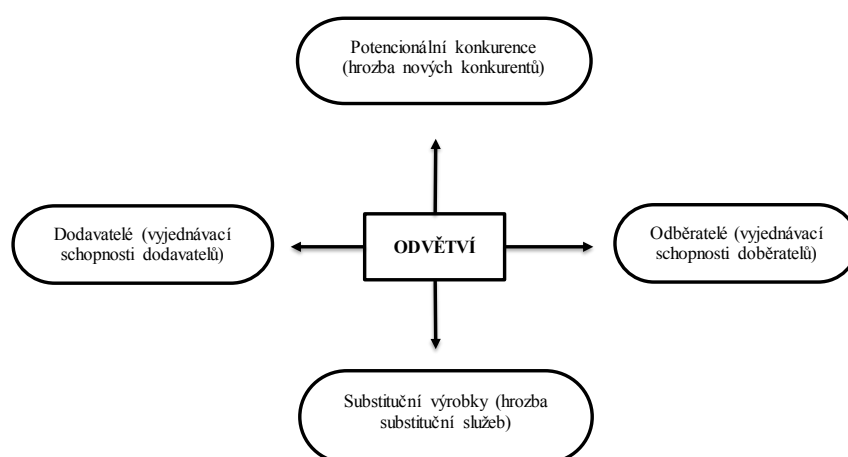 Potencionální konkurence
(hrozba nových konkurentů)
Dodavatelé (vyjednávací
schopnosti dodavatelů)
ODVĚTVÍ
Odběratelé (vyjednávací
schopnosti doběratelů)
Substituční výrobky (hrozba
substituční služeb)